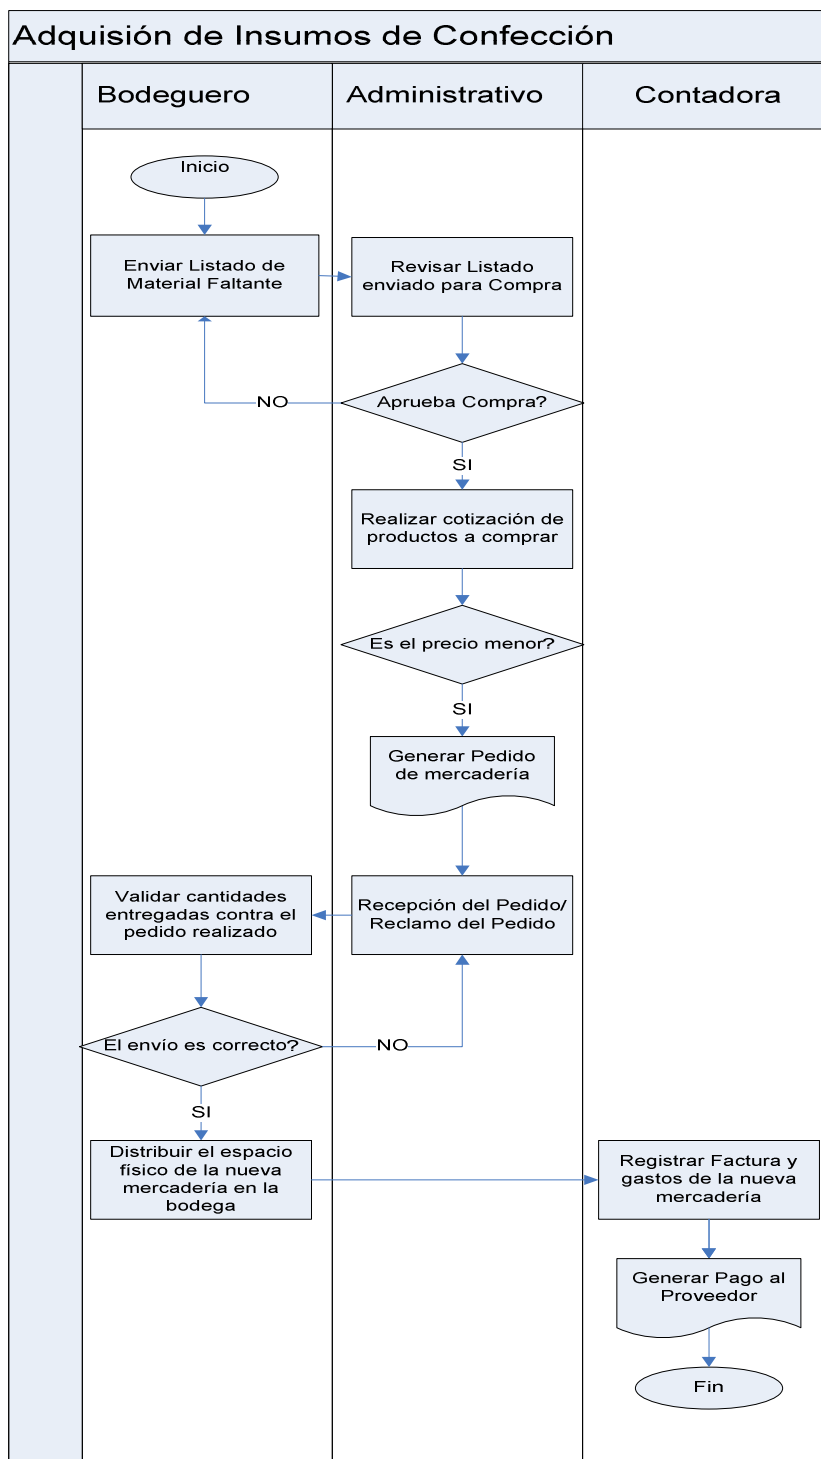 Adquisión de Insumos de Confección
Bodeguero
Administrativo
Contadora
Inicio
Enviar Listado de
Material Faltante
Revisar Listado
enviado para Compra
NO
Aprueba Compra?
SI
Realizar cotización de
productos a comprar
Es el precio menor?
SI
Generar Pedido
de mercadería
Validar cantidades
entregadas contra el
pedido realizado
Recepción del Pedido/
Reclamo del Pedido
El envío es correcto?
NO
SI
Distribuir el espacio
físico de la nueva
mercadería en la
bodega
Registrar Factura y
gastos de la nueva
mercadería
Generar Pago al
Proveedor
Fin